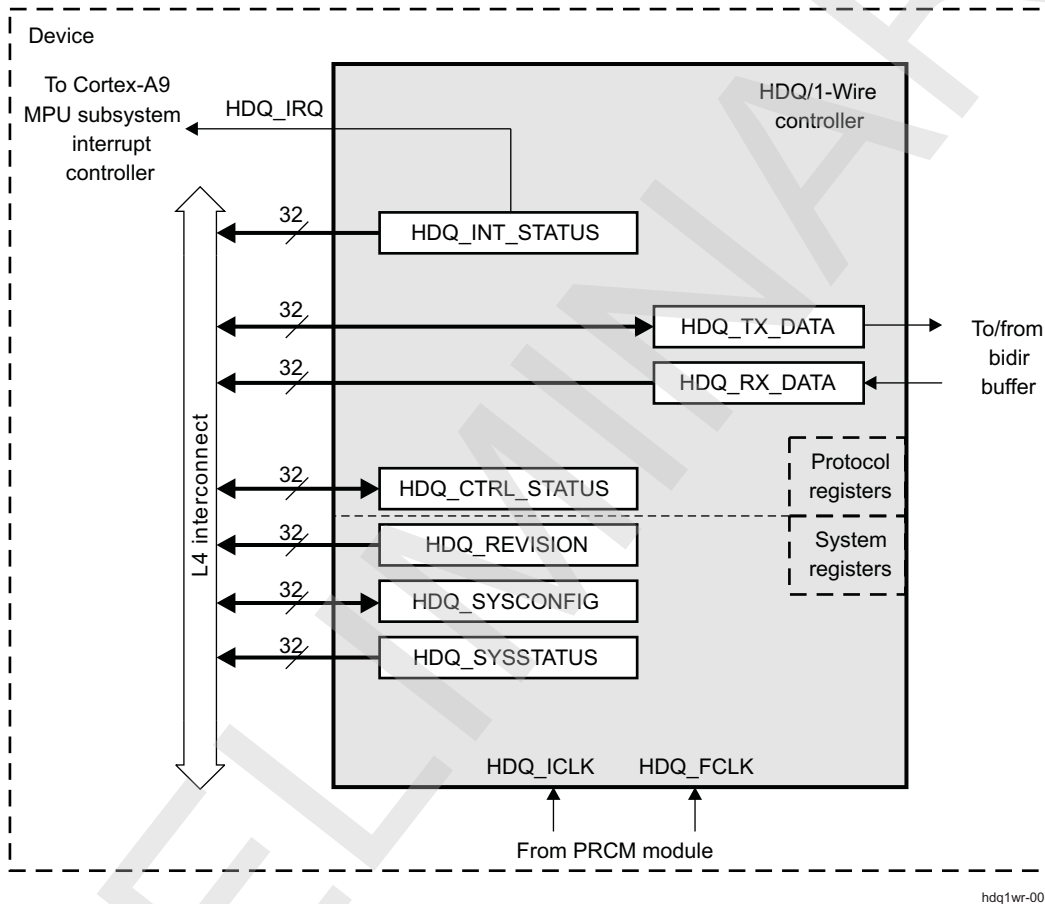 Device
To Cortex-A9
MPU subsystem
interrupt
controller
HDQ_IRQ
HDQ/1-Wire
controller
32
HDQ_INT_STATUS
32
HDQ_TX_DATA
To/from
bidir
buffer
32
HDQ_RX_DATA
L4 interconnect
Protocol
registers
32
HDQ_CTRL_STATUS
32
HDQ_REVISION
System
registers
32
HDQ_SYSCONFIG
32
HDQ_SYSSTATUS
HDQ_ICLK
HDQ_FCLK
From PRCM module
hdq1wr-00
ELIMINAR